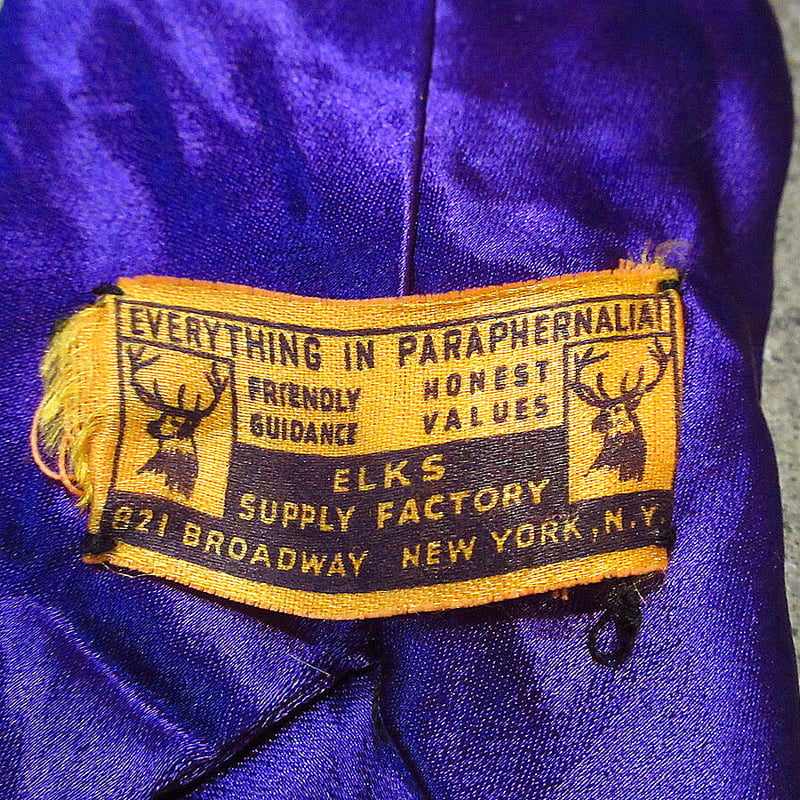 EVERYTHING IN PARAPHERNALIA!
FRIENDLY HONEST
GUIDANCE VALUES
ELKS
SUPPLY FACTORY
821 BROADWAY NEW YORK, N.Y.